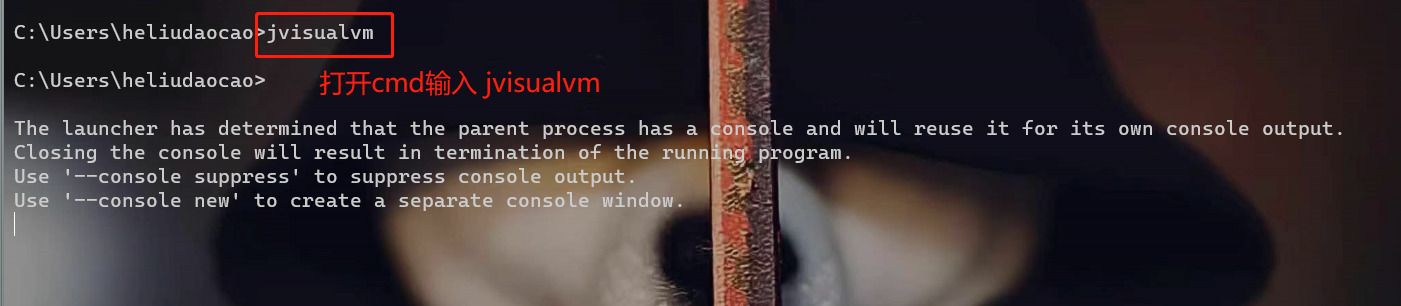 C:\Users\heliudaocao>jvisualvm
C:\Users\heliudaocao>
打开cmd输入 jvisualvm
The launcher has determined that the parent process has a console and will reuse it for its own console output.
Closing the console will result in termination of the running program.
Use '--console suppress' to suppress console output.
Use '--console new' to create a separate console window.